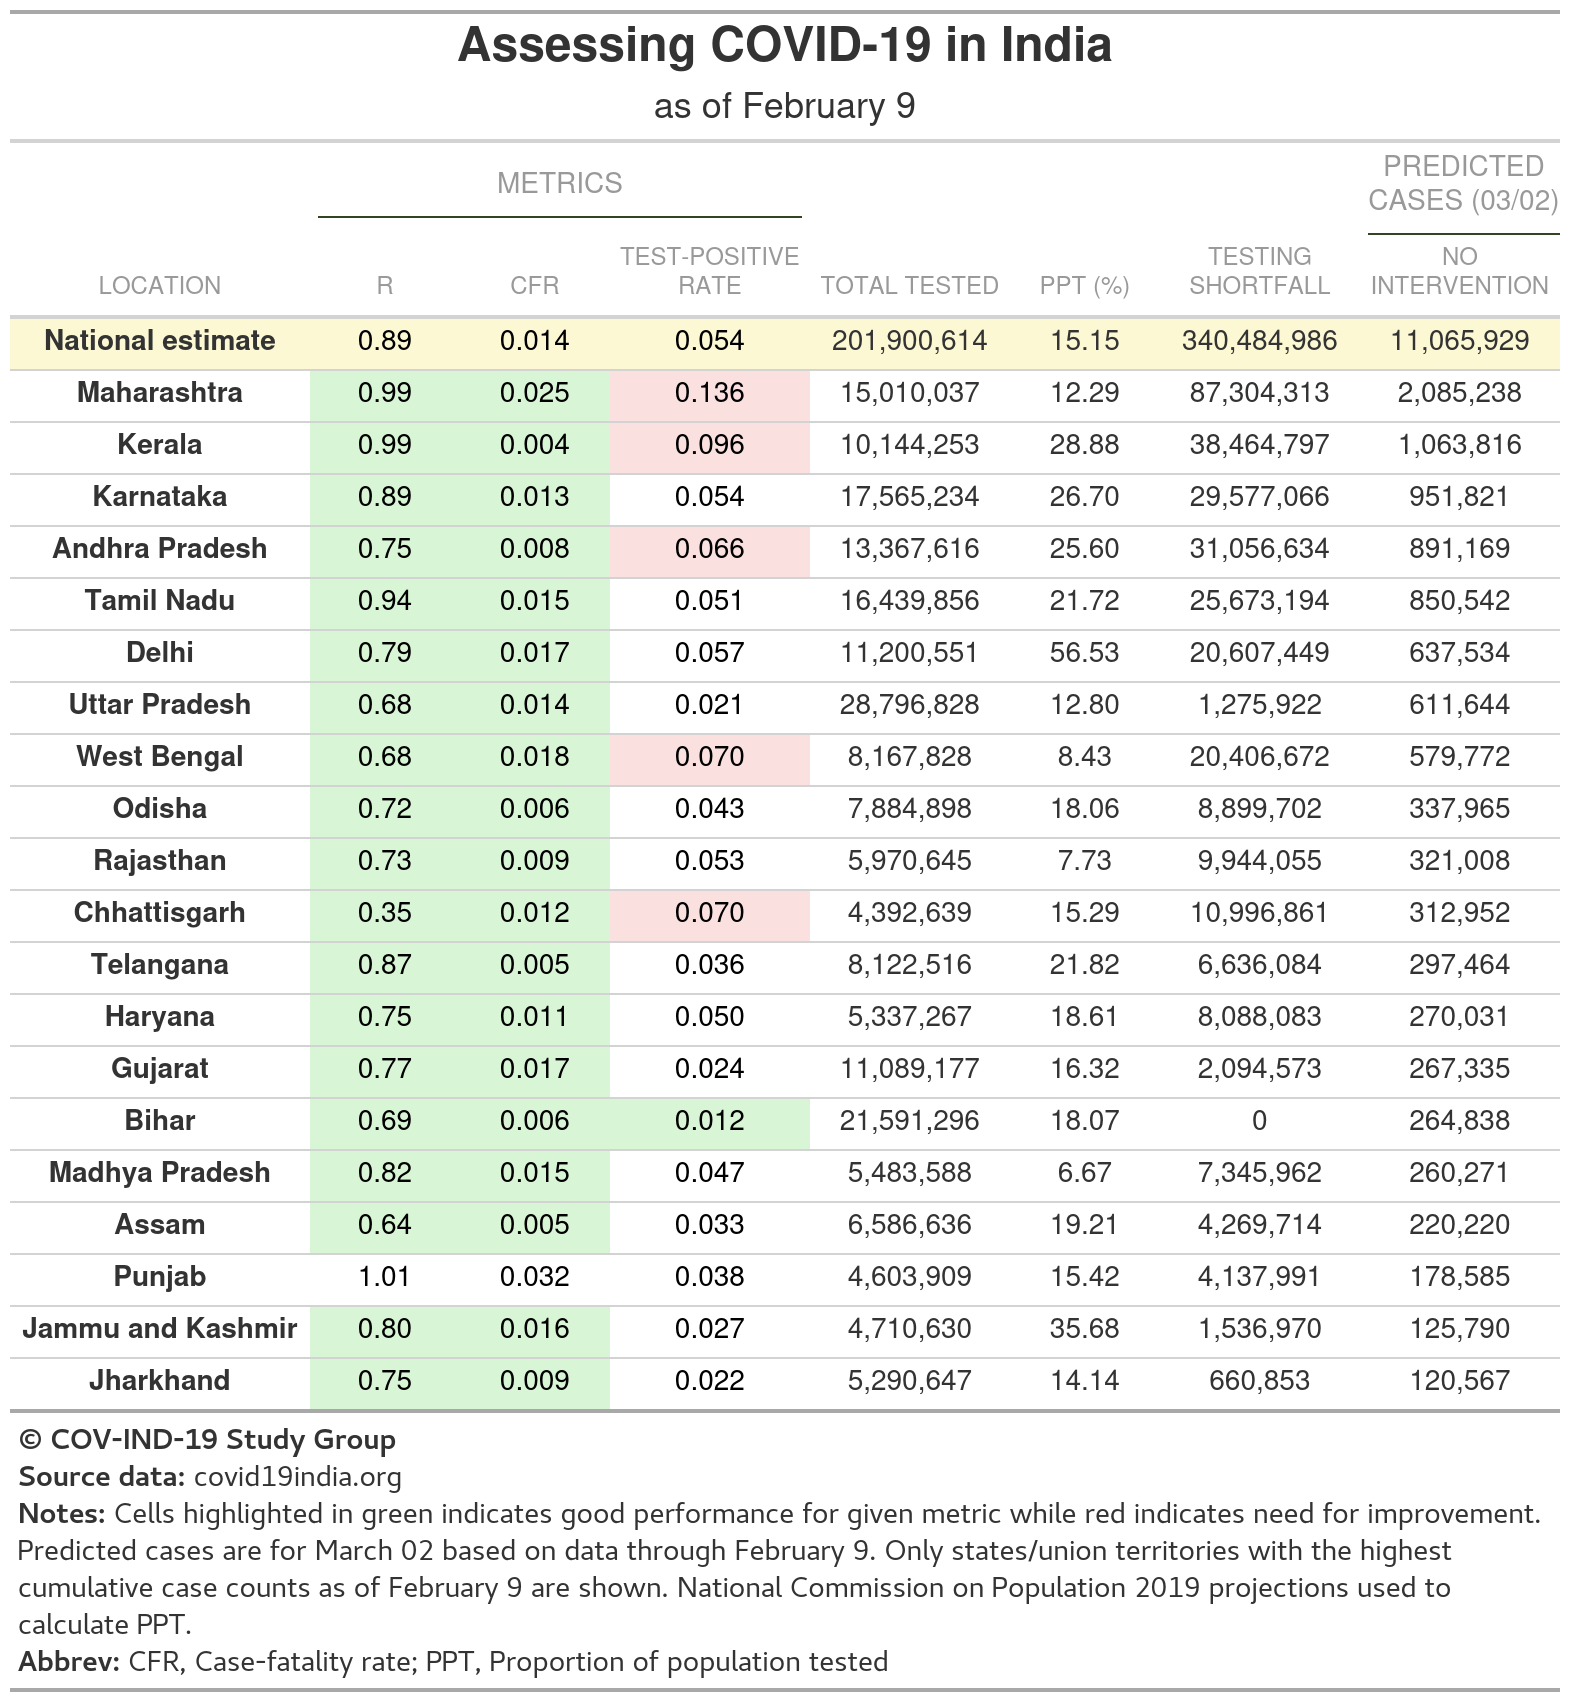 Assessing COVID-19 in India
as of February 9
METRICS
PREDICTED
CASES (03/02)
LOCATION R CFR TEST-POSITIVE RATE TOTAL TESTED PPT (%) TESTING SHORTFALL NO INTERVENTION
National estimate 0.89 0.014 0.054 201,900,614 15.15 340,484,986 11,065,929
Maharashtra 0.99 0.025 0.136 15,010,037 12.29 87,304,313 2,085,238
Kerala 0.99 0.004 0.096 10,144,253 28.88 38,464,797 1,063,816
Karnataka 0.89 0.013 0.054 17,565,234 26.70 29,577,066 951,821
Andhra Pradesh 0.75 0.008 0.066 13,367,616 25.60 31,056,634 891,169
Tamil Nadu 0.94 0.015 0.051 16,439,856 21.72 25,673,194 850,542
Delhi 0.79 0.017 0.057 11,200,551 56.53 20,607,449 637,534
Uttar Pradesh 0.68 0.014 0.021 28,796,828 12.80 1,275,922 611,644
West Bengal 0.68 0.018 0.070 8,167,828 8.43 20,406,672 579,772
Odisha 0.72 0.006 0.043 7,884,898 18.06 8,899,702 337,965
Rajasthan 0.73 0.009 0.053 5,970,645 7.73 9,944,055 321,008
Chhattisgarh 0.35 0.012 0.070 4,392,639 15.29 10,996,861 312,952
Telangana 0.87 0.005 0.036 8,122,516 21.82 6,636,084 297,464
Haryana 0.75 0.011 0.050 5,337,267 18.61 8,088,083 270,031
Gujarat 0.77 0.017 0.024 11,089,177 16.32 2,094,573 267,335
Bihar 0.69 0.006 0.012 21,591,296 18.07 0 264,838
Madhya Pradesh 0.82 0.015 0.047 5,483,588 6.67 7,345,962 260,271
Assam 0.64 0.005 0.033 6,586,636 19.21 4,269,714 220,220
Punjab 1.01 0.032 0.038 4,603,909 15.42 4,137,991 178,585
Jammu and Kashmir 0.80 0.016 0.027 4,710,630 35.68 1,536,970 125,790
Jharkhand 0.75 0.009 0.022 5,290,647 14.14 660,853 120,567
© COV-IND-19 Study Group
Source data: covid19india.org
Notes: Cells highlighted in green indicates good performance for given metric while red indicates need for improvement.
Predicted cases are for March 02 based on data through February 9. Only states/union territories with the highest
cumulative case counts as of February 9 are shown. National Commission on Population 2019 projections used to
calculate PPT.
Abbrev: CFR, Case-fatality rate; PPT, Proportion of population tested